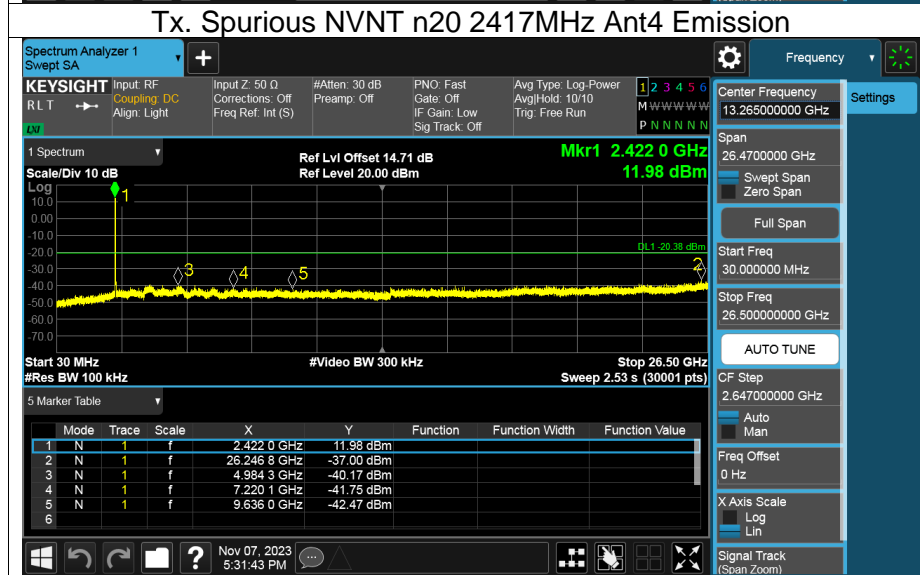 Tx. Spurious NVNT n20 2417MHz Ant4 Emission
Spectrum Analyzer 1
Swept SA
+
Frequency
KEYSIGHT
R L T
LXI
Input: RF
Coupling: DC
Align: Light
Input Z: 50 Ω
Corrections: Off
Freq Ref: Int (S)
#Atten: 30 dB
Preamp: Off
PNO: Fast
Gate: Off
IF Gain: Low
Sig Track: Off
Avg Type: Log-Power
Avg|Hold: 10/10
Trig: Free Run
1 2 3 4 5 6
M W W W W W
P N N N N N
1 Spectrum
Scale/Div 10 dB
Ref Lvl Offset 14.71 dB
Ref Level 20.00 dBm
Mkr1 2.422 0 GHz
11.98 dBm
Log
10.0
0.00
-10.0
-20.0
-30.0
-40.0
-50.0
-60.0
-70.0
1
2
3
4
5
DL1 -20.38 dBm
Start 30 MHz
#Res BW 100 kHz
#Video BW 300 kHz
Stop 26.50 GHz
Sweep 2.53 s (30001 pts)
5 Marker Table
Mode Trace Scale X Y Function Function Width Function Value
1 N 1 f 2.422 0 GHz 11.98 dBm
2 N 1 f 26.246 8 GHz -37.00 dBm
3 N 1 f 4.984 3 GHz -40.17 dBm
4 N 1 f 7.220 1 GHz -41.75 dBm
5 N 1 f 9.636 0 GHz -42.47 dBm
6
?
Nov 07, 2023
5:31:43 PM
Center Frequency
13.265000000 GHz
Settings
Span
26.4700000 GHz
Swept Span
Zero Span
Full Span
Start Freq
30.000000 MHz
Stop Freq
26.500000000 GHz
AUTO TUNE
CF Step
2.647000000 GHz
Auto
Man
Freq Offset
0 Hz
X Axis Scale
Log
Lin
Signal Track
(Span Zoom)